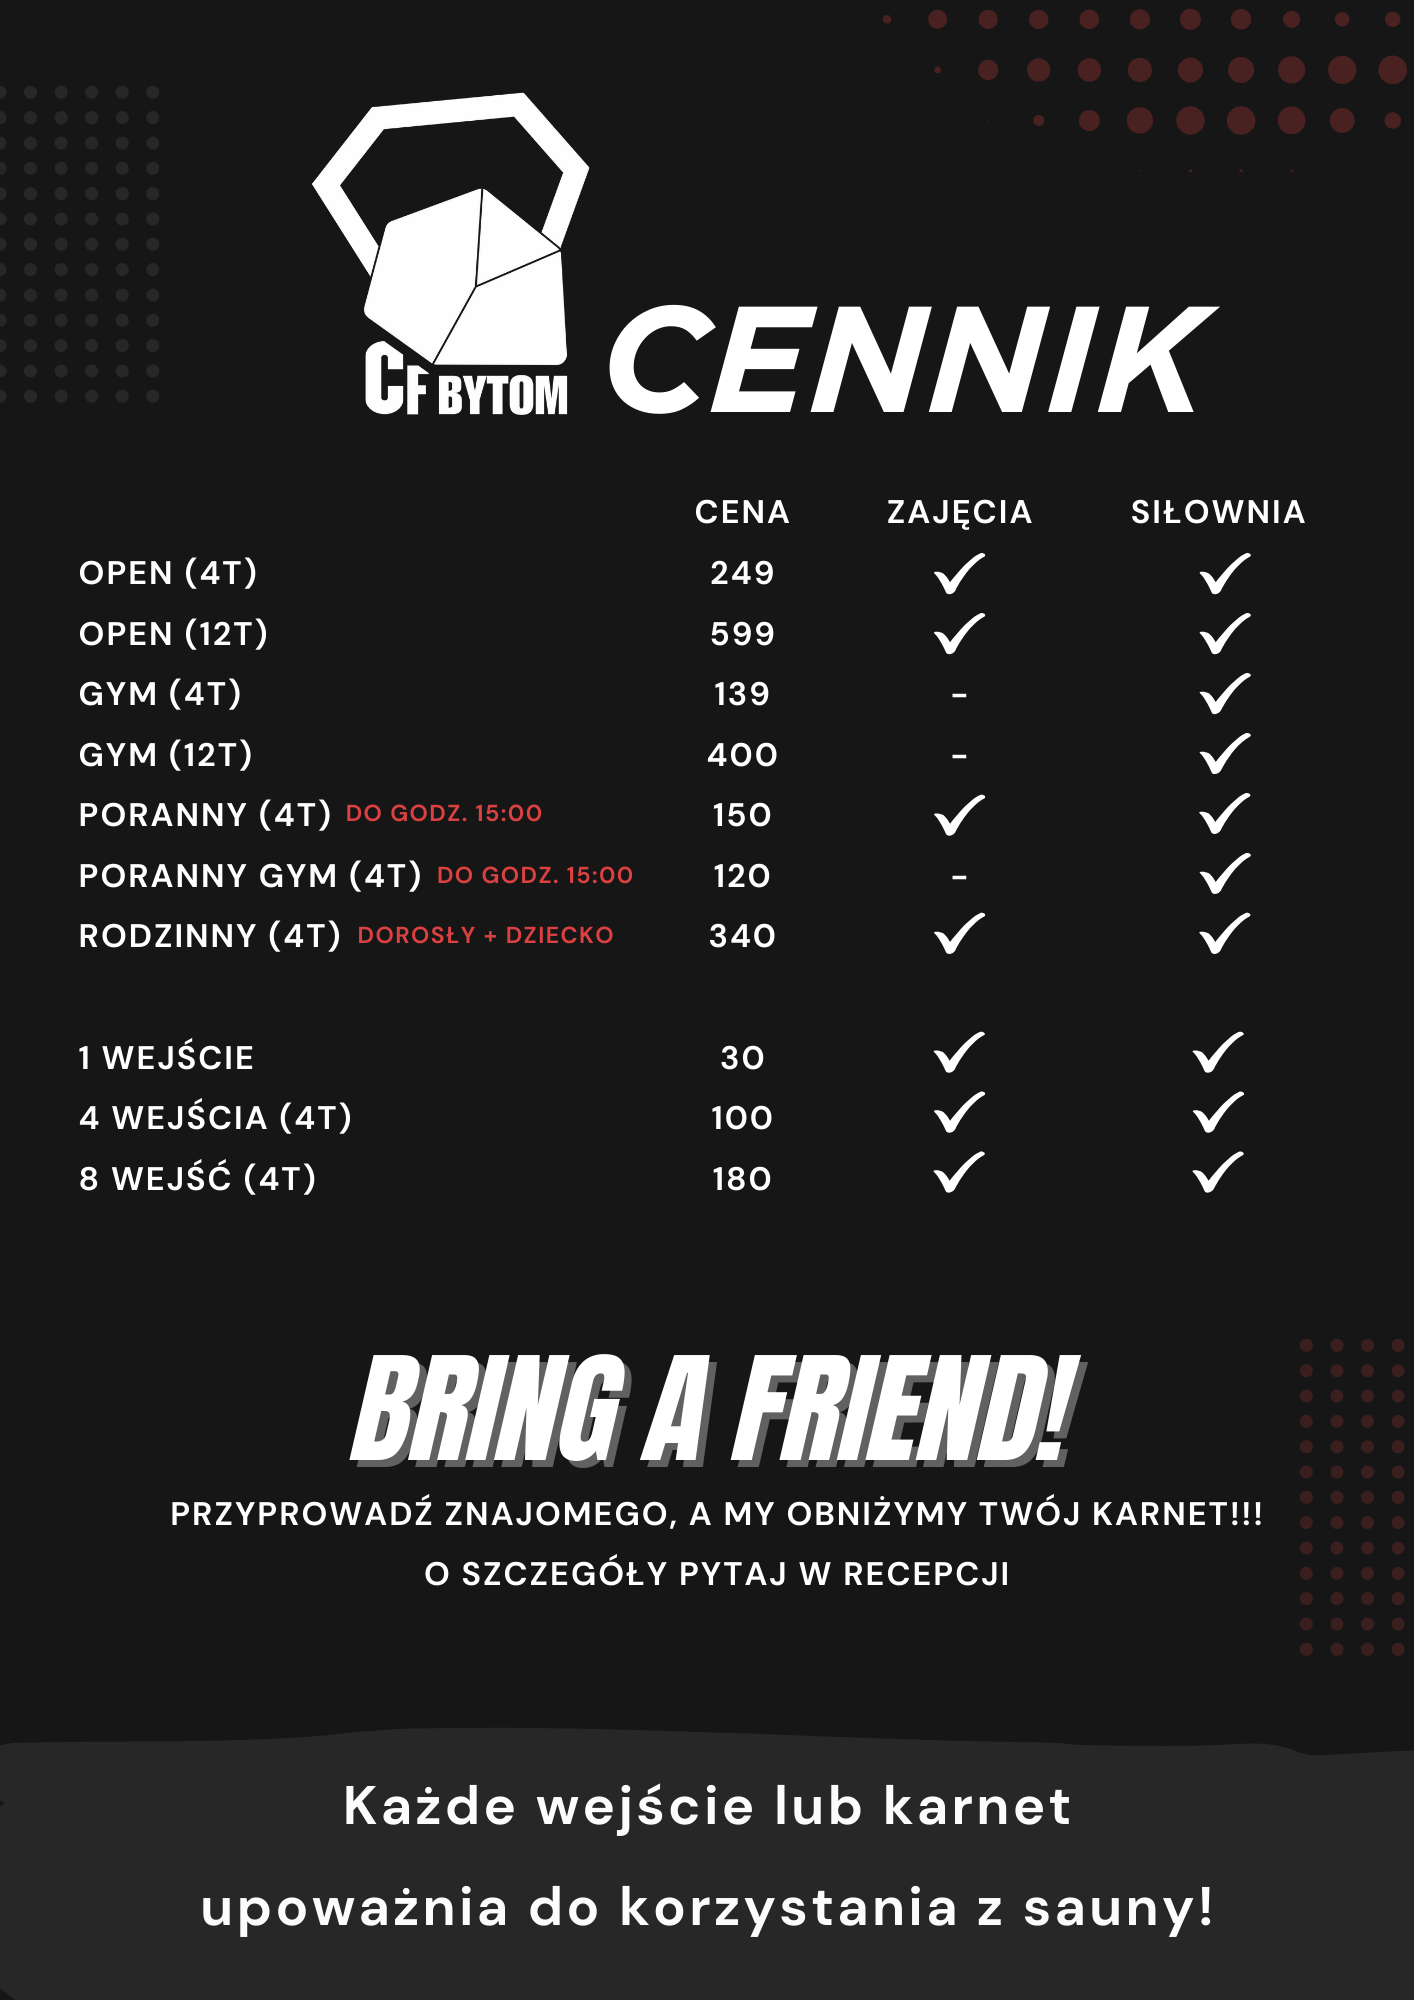 CF BYTOM
CENNIK
CENA ZAJĘCIA SIŁOWNIA
OPEN (4T) 249
OPEN (12T) 599
GYM (4T) 139 -
GYM (12T) 400 -
PORANNY (4T) DO GODZ. 15:00 150
PORANNY GYM (4T) DO GODZ. 15:00 120 -
RODZINNY (4T) DOROSŁY + DZIECKO 340
1 WEJŚCIE 30
4 WEJŚCIA (4T) 100
8 WEJŚĆ (4T) 180
BRING A FRIEND!
PRZYPROWADŹ ZNAJOMEGO, A MY OBNIŻYMY TWÓJ KARNET!!!
O SZCZEGÓŁY PYTAJ W RECEPCJI
Każde wejście lub karnet
upoważnia do korzystania z sauny!